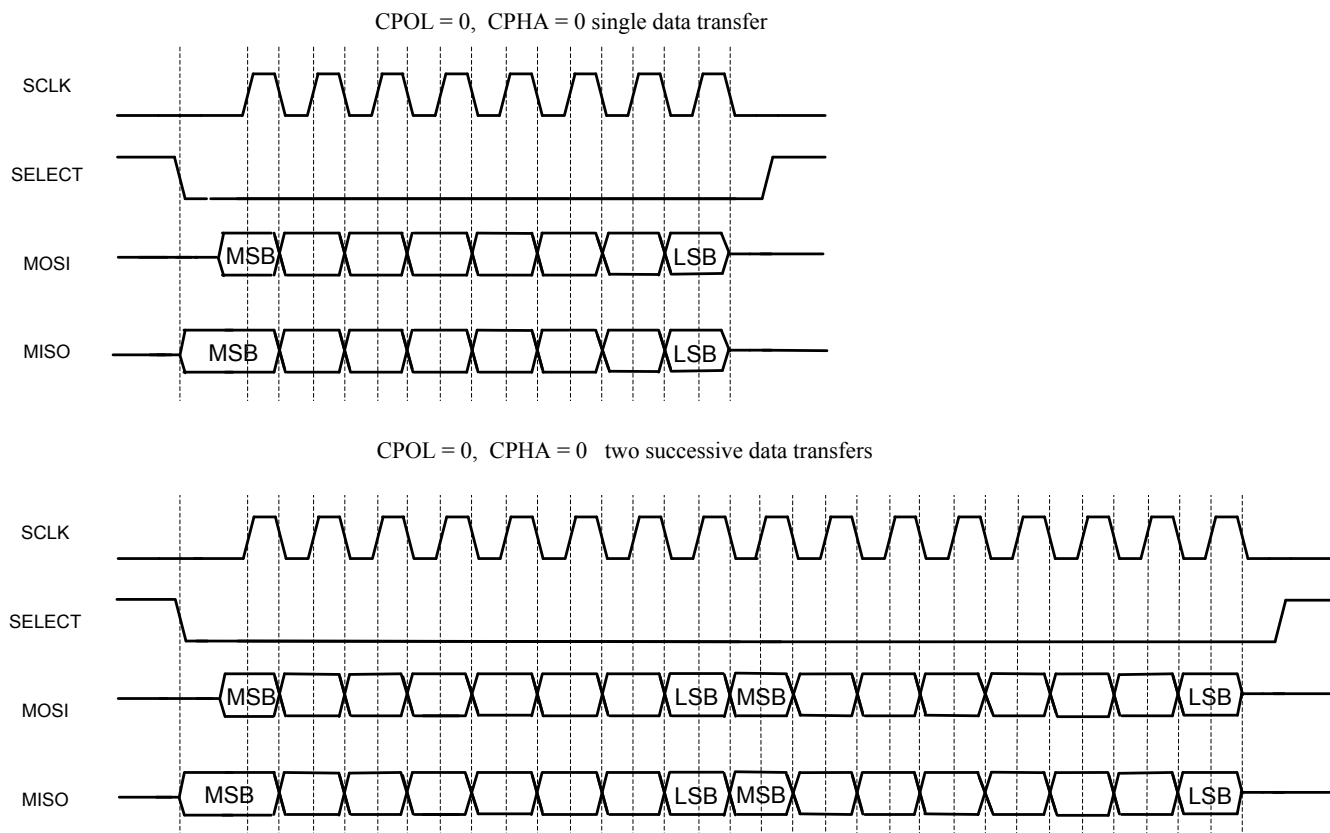 CPOL = 0, CPHA = 0 single data transfer
SCLK
SELECT
MOSI MSB LSB
MISO MSB LSB
CPOL = 0, CPHA = 0 two successive data transfers
SCLK
SELECT
MOSI MSB LSB MSB LSB
MISO MSB LSB MSB LSB